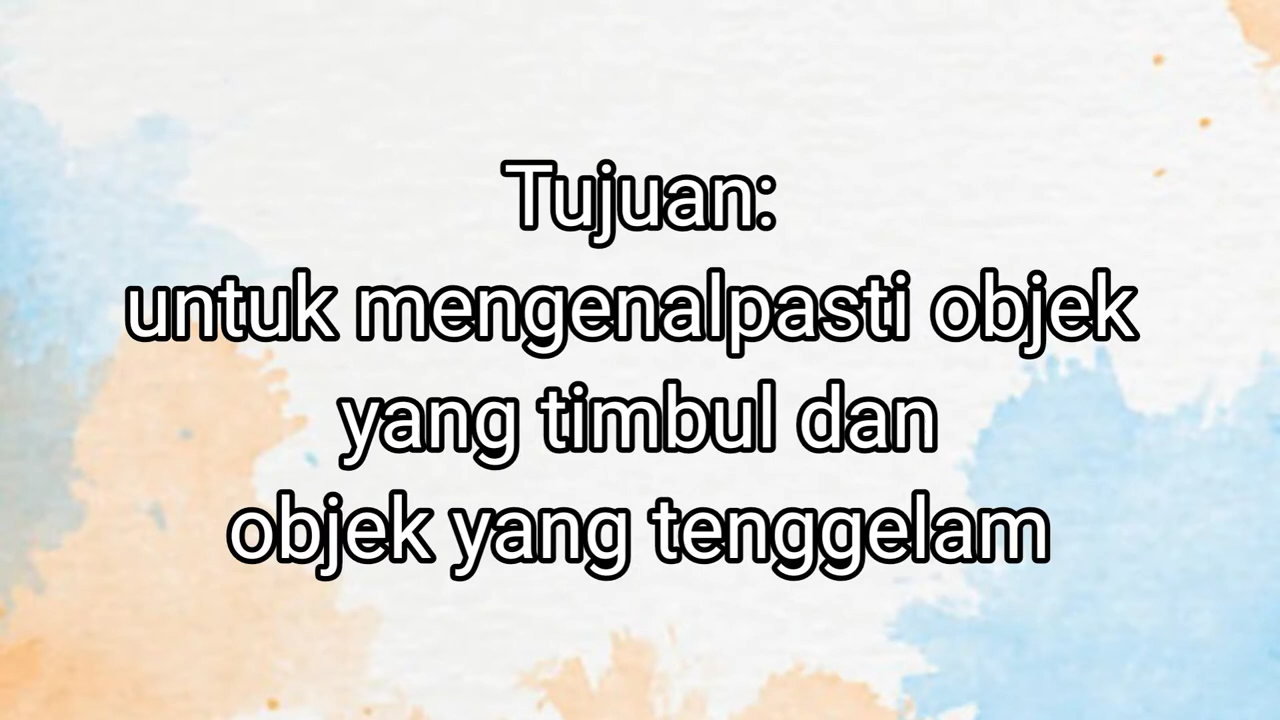 Tujuan:
untuk mengenalpasti objek
yang timbul dan
objek yang tenggelam